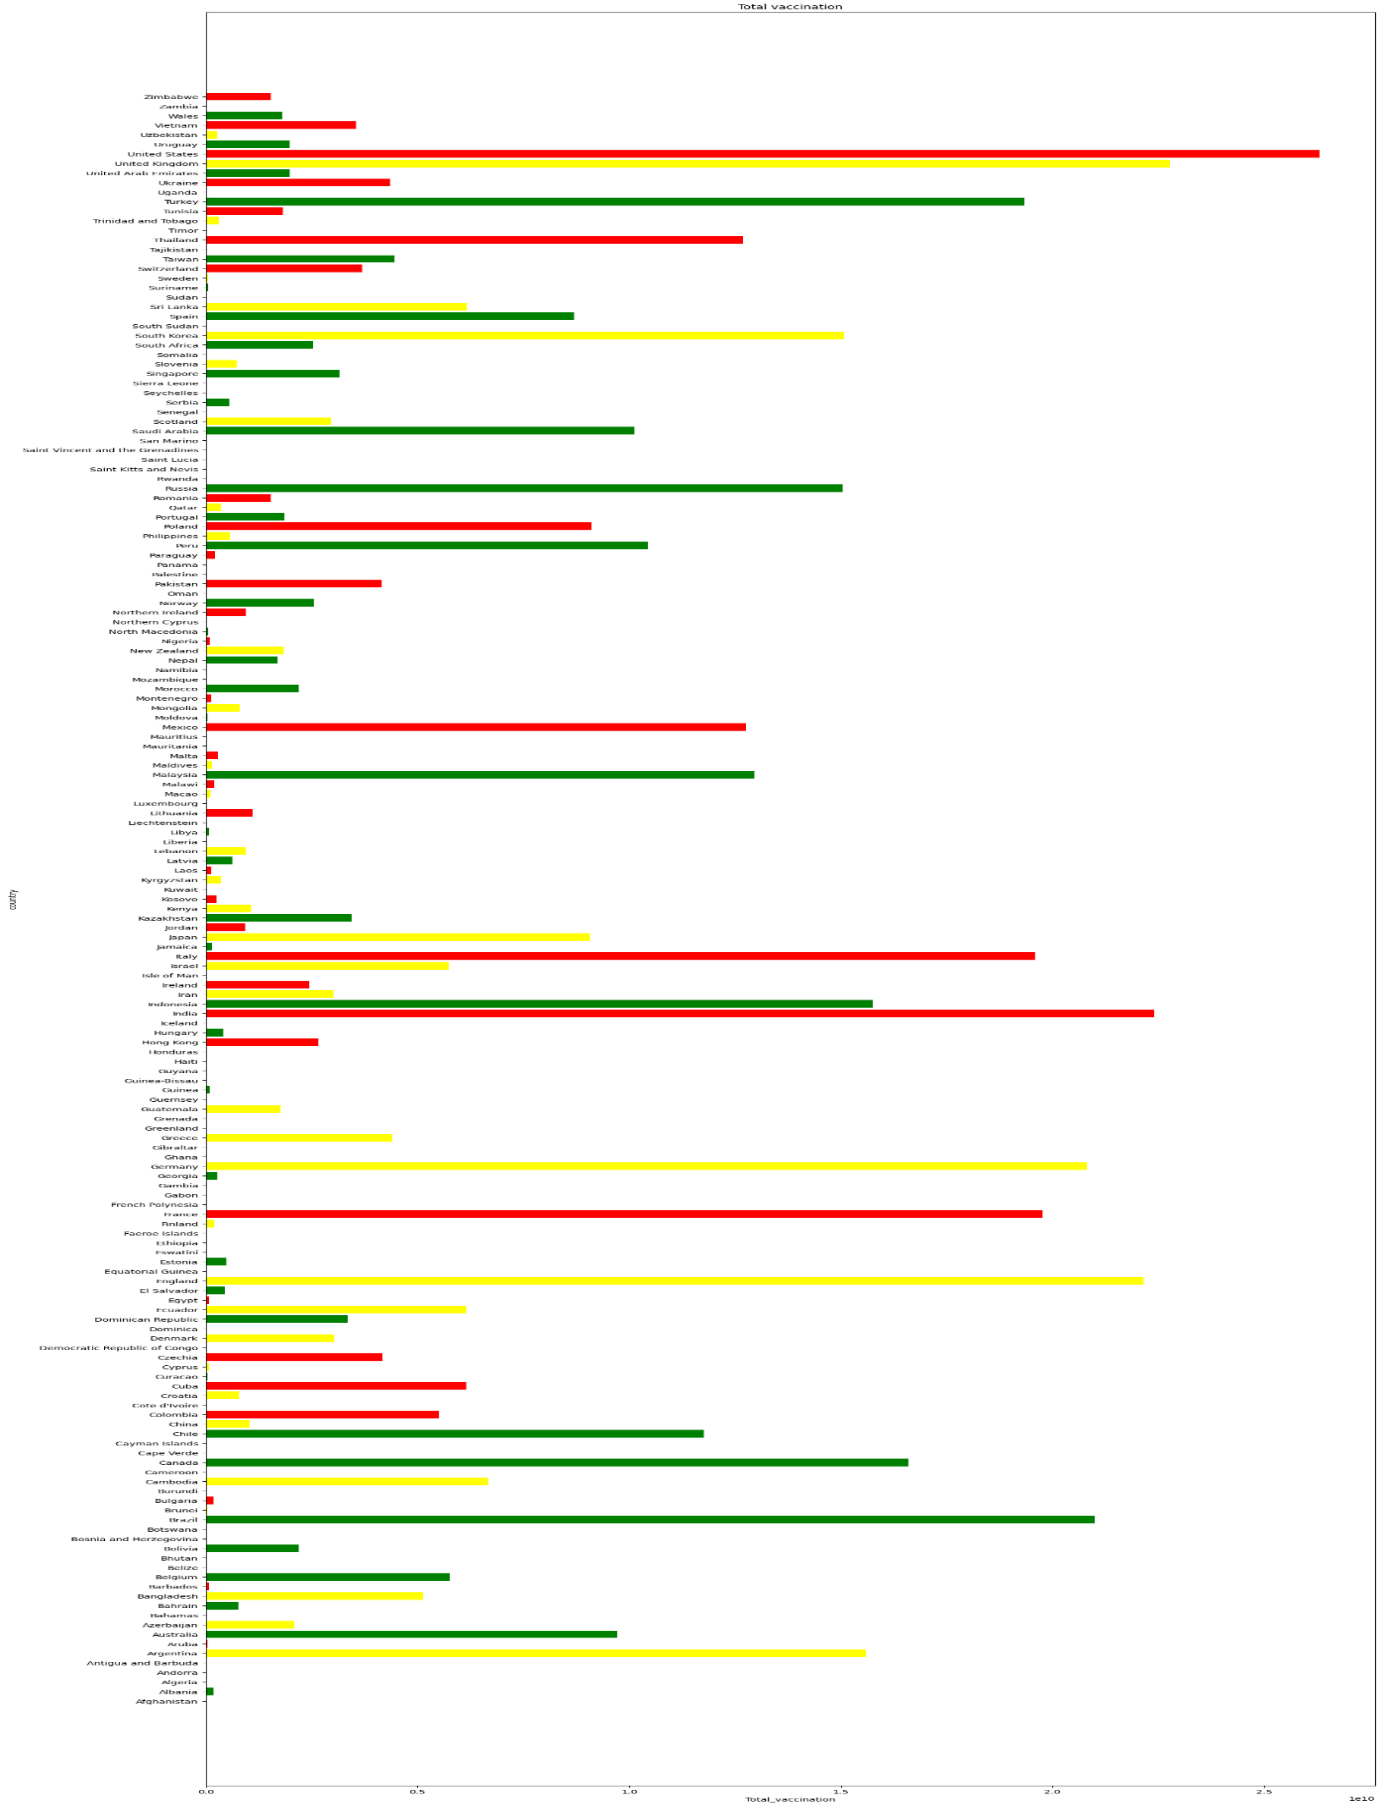 Total vaccination
Zimbabwe
Zambia
Wales
Vietnam
Uzbekistan
Uruguay
United States
United Kingdom
United Arab Emirates
Ukraine
Uganda
Turkey
Tunisia
Trinidad and Tobago
Timor
Thailand
Tajikistan
Taiwan
Switzerland
Sweden
Suriname
Sudan
Sri Lanka
Spain
South Sudan
South Korea
South Africa
Somalia
Slovenia
Singapore
Sierra Leone
Seychelles
Serbia
Senegal
Scotland
Saudi Arabia
San Marino
Saint Vincent and the Grenadines
Saint Lucia
Saint Kitts and Nevis
Rwanda
Russia
Romania
Qatar
Portugal
Poland
Philippines
Peru
Paraguay
Panama
Palestine
Pakistan
Oman
Norway
Northern Ireland
Northern Cyprus
North Macedonia
Nigeria
New Zealand
Nepal
Namibia
Mozambique
Morocco
Montenegro
Mongolia
Moldova
Mexico
Mauritius
Mauritania
Malta
Maldives
Malaysia
Malawi
Macao
Luxembourg
Lithuania
Liechtenstein
Libya
Liberia
Lebanon
Latvia
Laos
Kyrgyzstan
Kuwait
Kosovo
Kenya
Kazakhstan
Jordan
Japan
Jamaica
Italy
Israel
Isle of Man
Ireland
Iran
Indonesia
India
Iceland
Hungary
Hong Kong
Honduras
Haiti
Guyana
Guinea-Bissau
Guinea
Guernsey
Guatemala
Grenada
Greenland
Greece
Gibraltar
Ghana
Germany
Georgia
Gambia
Gabon
French Polynesia
France
Finland
Faeroe Islands
Ethiopia
Eswatini
Estonia
Equatorial Guinea
England
El Salvador
Egypt
Ecuador
Dominican Republic
Dominica
Denmark
Democratic Republic of Congo
Czechia
Cyprus
Curacao
Cuba
Croatia
Cote d'Ivoire
Colombia
China
Chile
Cayman Islands
Cape Verde
Canada
Cameroon
Cambodia
Burundi
Bulgaria
Brunei
Brazil
Botswana
Bosnia and Herzegovina
Bolivia
Bhutan
Belize
Belgium
Barbados
Bangladesh
Bahrain
Bahamas
Azerbaijan
Australia
Aruba
Argentina
Antigua and Barbuda
Andorra
Algeria
Albania
Afghanistan
country
0.0 0.5 1.0 1.5 2.0 2.5
Total_vaccination
1e10